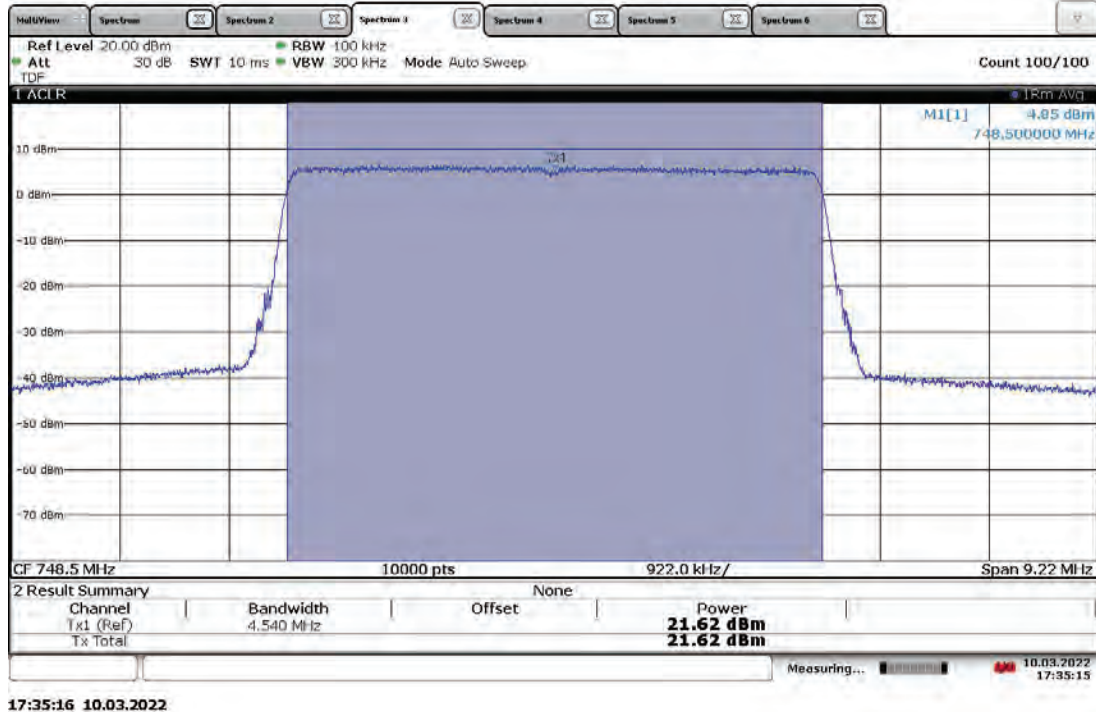 MultiView Spectrum Spectrum 2 Spectrum 3 Spectrum 4 Spectrum 5 Spectrum 6
Ref Level 20.00 dBm RBW 100 kHz
Att 30 dB SWT 10 ms VBW 300 kHz Mode Auto Sweep Count 100/100
TDF
1 ACLR 1Rm Avg
M1[1] 4.85 dBm
748.500000 MHz
10 dBm
Tx1
0 dBm
-10 dBm
-20 dBm
-30 dBm
-40 dBm
-50 dBm
-60 dBm
-70 dBm
CF 748.5 MHz 10000 pts 922.0 kHz/ Span 9.22 MHz
2 Result Summary None
Channel Bandwidth Offset Power
Tx1 (Ref) 4.540 MHz 21.62 dBm
Tx Total 21.62 dBm
Measuring... 10.03.2022
17:35:15
17:35:16 10.03.2022